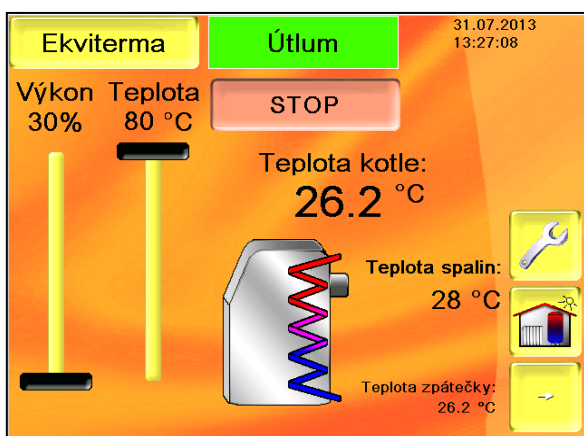 Ekviterma
Útlum
31.07.2013
13:27:08
Výkon
30%
Teplota
80 °C
STOP
Teplota kotle:
26.2 °C
Teplota spalin:
28 °C
Teplota zpátečky:
26.2 °C